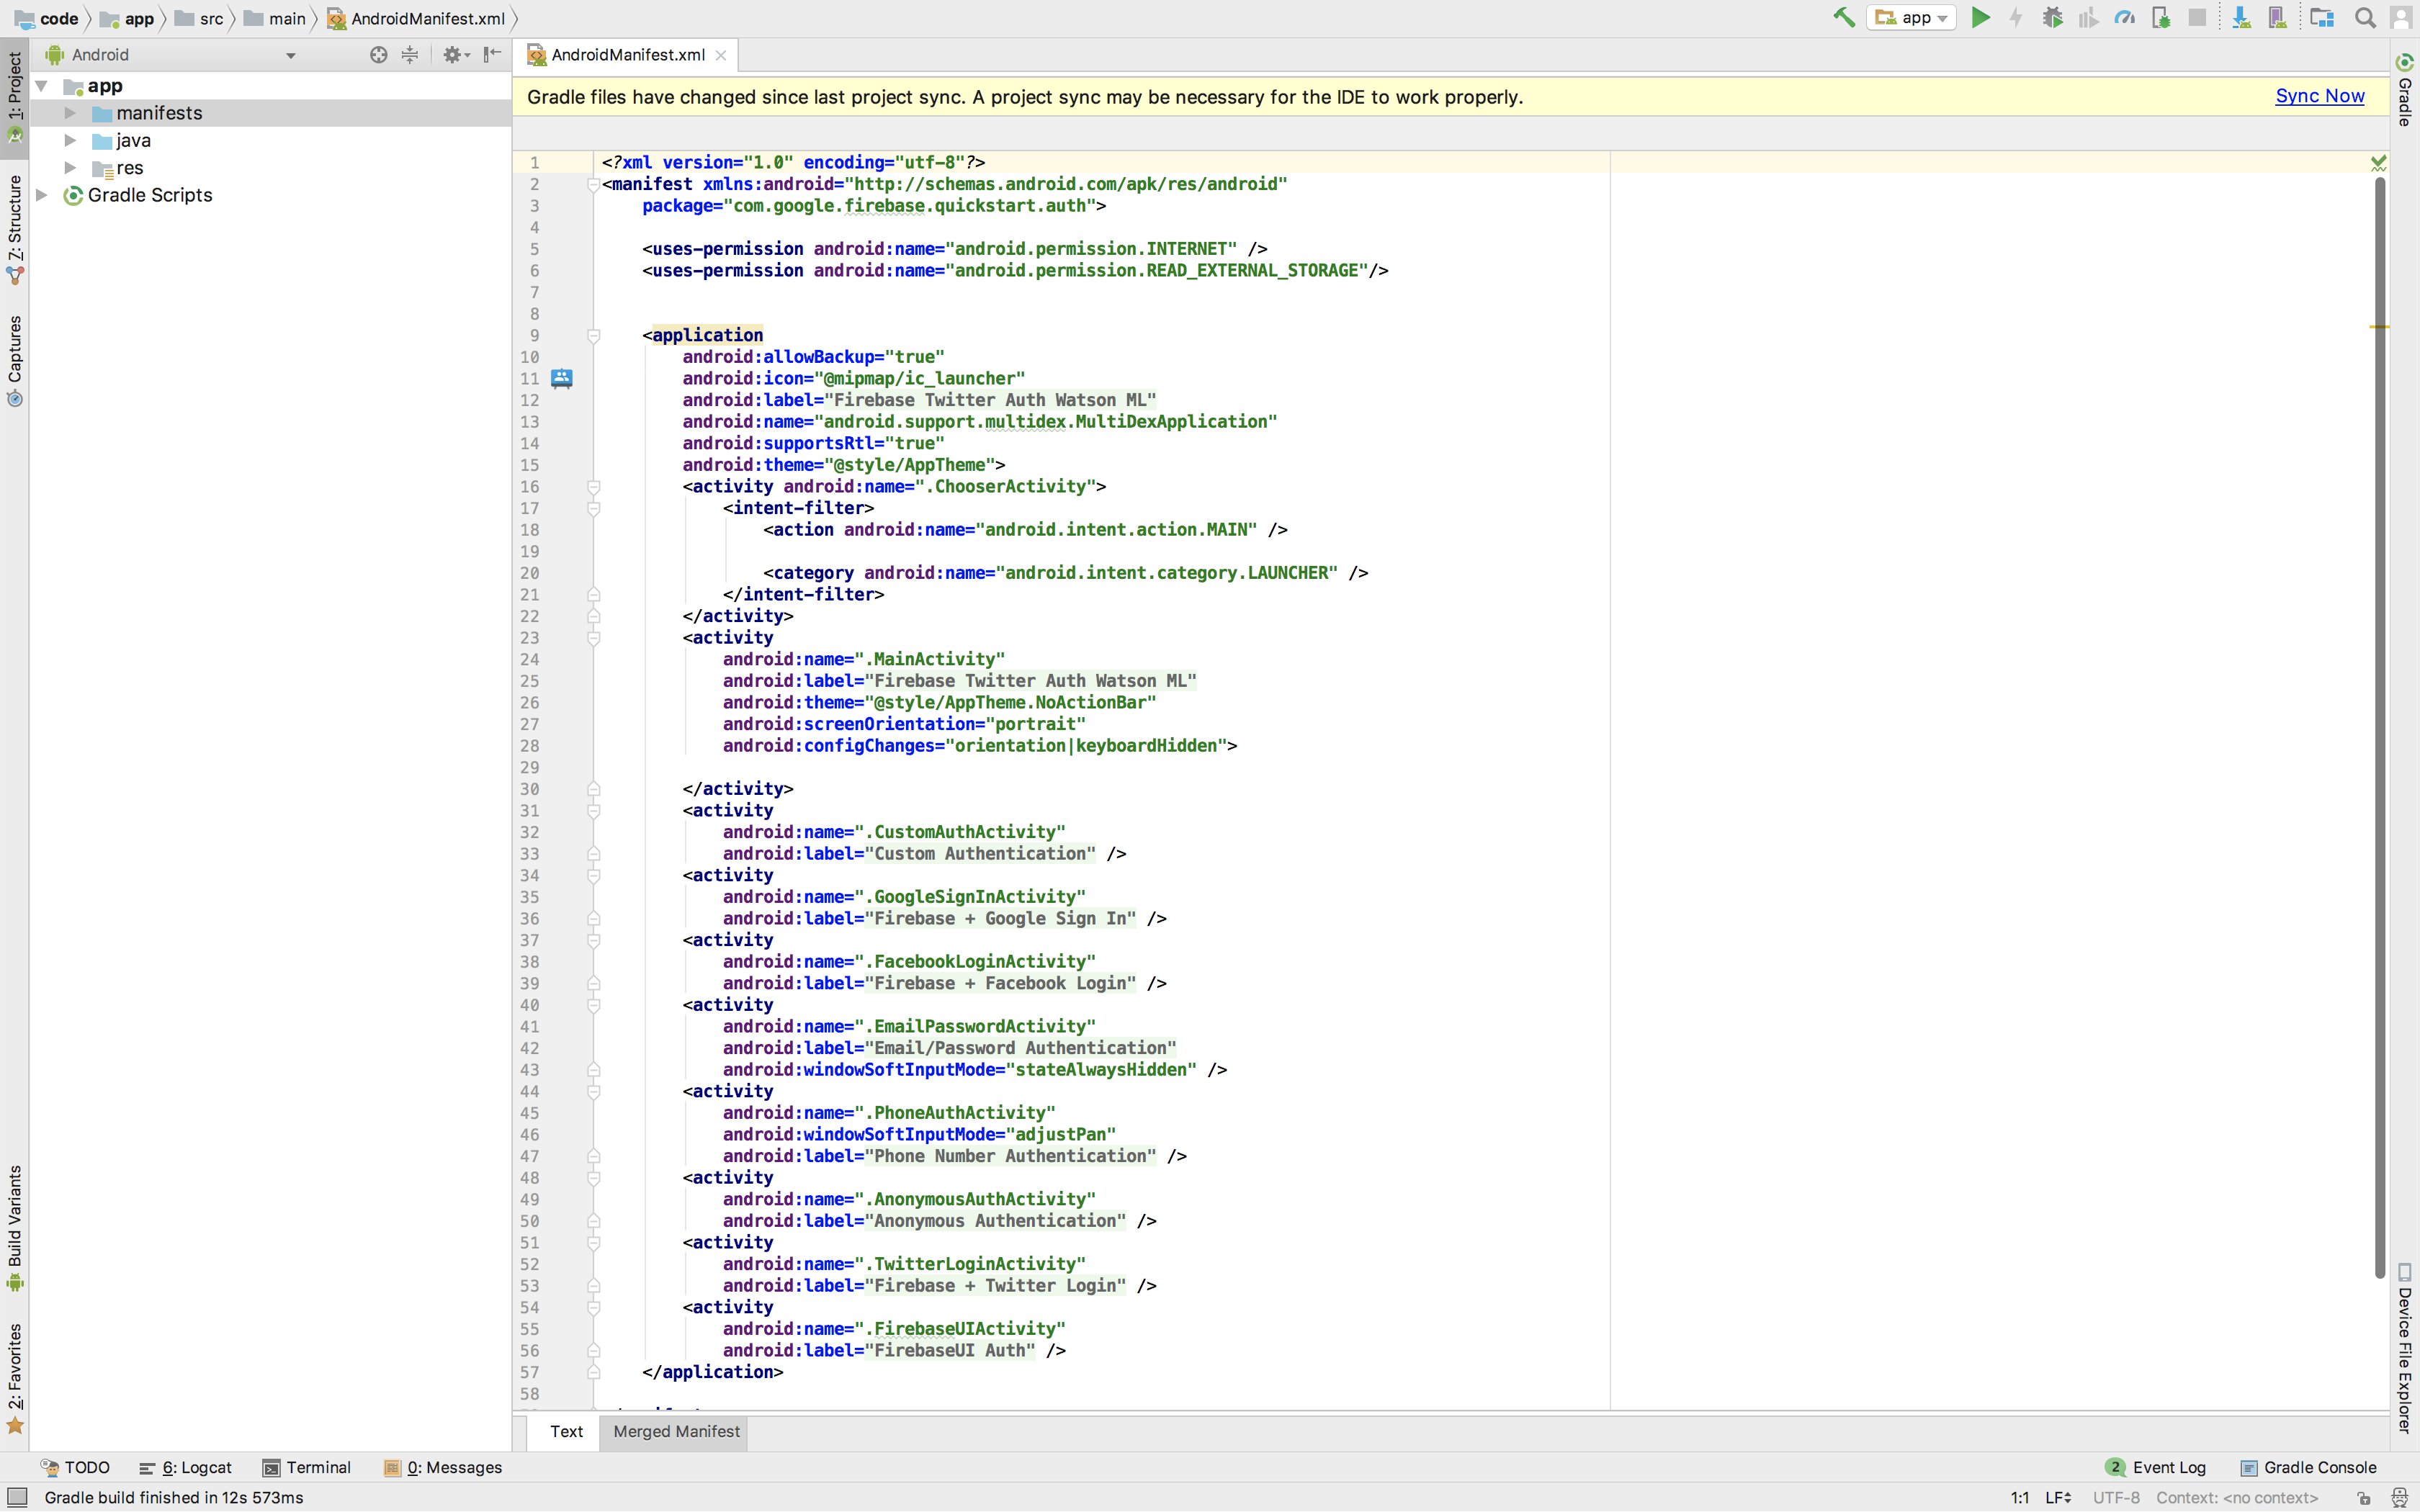 code app src main AndroidManifest.xml app
Android
AndroidManifest.xml
app
manifests
java
res
Gradle Scripts
1: Project
7: Structure
Captures
Build Variants
2: Favorites
Gradle files have changed since last project sync. A project sync may be necessary for the IDE to work properly. Sync Now
1 <?xml version="1.0" encoding="utf-8"?>
2 <manifest xmlns:android="http://schemas.android.com/apk/res/android"
3 package="com.google.firebase.quickstart.auth">
4
5 <uses-permission android:name="android.permission.INTERNET" />
6 <uses-permission android:name="android.permission.READ_EXTERNAL_STORAGE"/>
7
8
9 <application
10 android:allowBackup="true"
11 android:icon="@mipmap/ic_launcher"
12 android:label="Firebase Twitter Auth Watson ML"
13 android:name="android.support.multidex.MultiDexApplication"
14 android:supportsRtl="true"
15 android:theme="@style/AppTheme">
16 <activity android:name=".ChooserActivity">
17 <intent-filter>
18 <action android:name="android.intent.action.MAIN" />
19
20 <category android:name="android.intent.category.LAUNCHER" />
21 </intent-filter>
22 </activity>
23 <activity
24 android:name=".MainActivity"
25 android:label="Firebase Twitter Auth Watson ML"
26 android:theme="@style/AppTheme.NoActionBar"
27 android:screenOrientation="portrait"
28 android:configChanges="orientation|keyboardHidden">
29
30 </activity>
31 <activity
32 android:name=".CustomAuthActivity"
33 android:label="Custom Authentication" />
34 <activity
35 android:name=".GoogleSignInActivity"
36 android:label="Firebase + Google Sign In" />
37 <activity
38 android:name=".FacebookLoginActivity"
39 android:label="Firebase + Facebook Login" />
40 <activity
41 android:name=".EmailPasswordActivity"
42 android:label="Email/Password Authentication"
43 android:windowSoftInputMode="stateAlwaysHidden" />
44 <activity
45 android:name=".PhoneAuthActivity"
46 android:windowSoftInputMode="adjustPan"
47 android:label="Phone Number Authentication" />
48 <activity
49 android:name=".AnonymousAuthActivity"
50 android:label="Anonymous Authentication" />
51 <activity
52 android:name=".TwitterLoginActivity"
53 android:label="Firebase + Twitter Login" />
54 <activity
55 android:name=".FirebaseUIActivity"
56 android:label="FirebaseUI Auth" />
57 </application>
58
Text Merged Manifest
Gradle
Device File Explorer
TODO 6: Logcat Terminal 0: Messages 2 Event Log Gradle Console
Gradle build finished in 12s 573ms 1:1 LF UTF-8 Context: <no context>